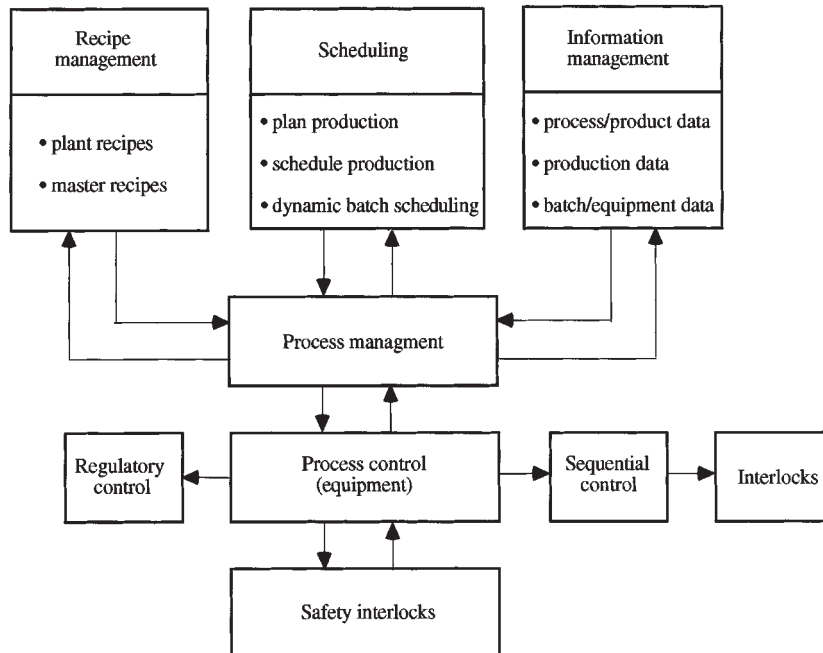 Recipe
management
• plant recipes
• master recipes
Scheduling
• plan production
• schedule production
• dynamic batch scheduling
Information
management
• process/product data
• production data
• batch/equipment data
Process managment
Regulatory
control
Process control
(equipment)
Sequential
control
Interlocks
Safety interlocks